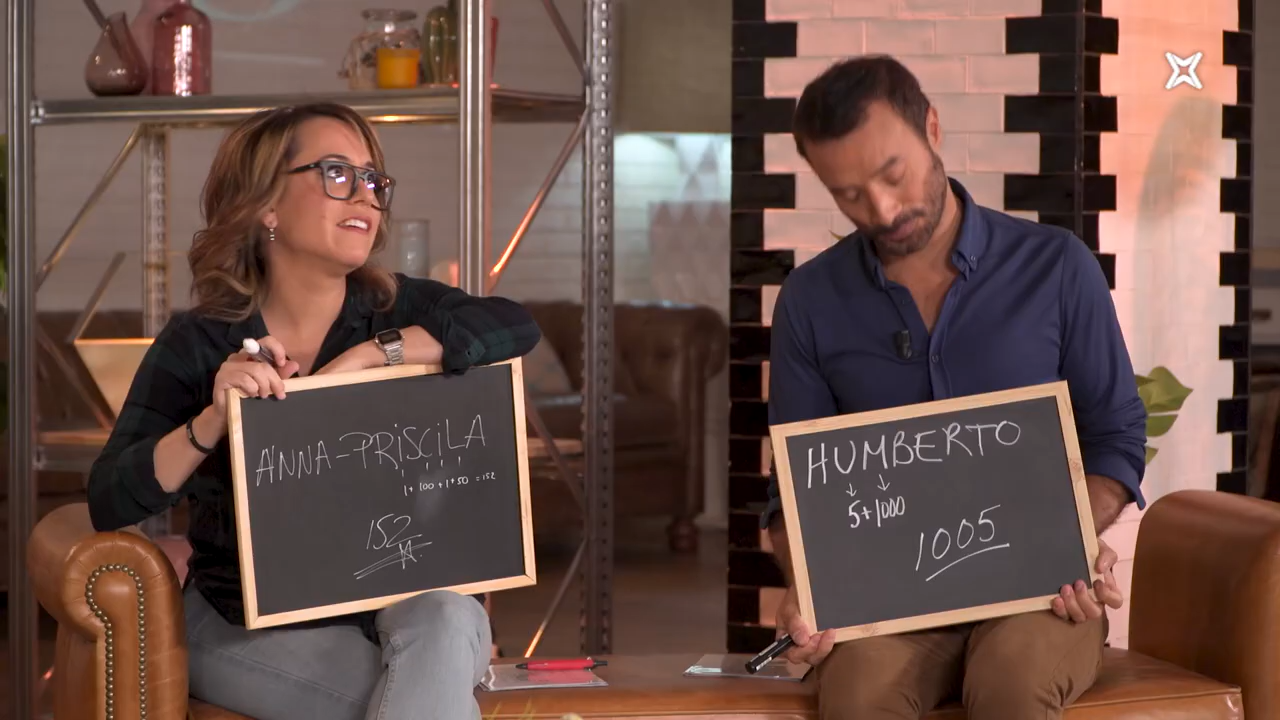 ANNA-PRISCILA
1+ 100 +1+50 =152
152
HUMBERTO
5+1000
1005